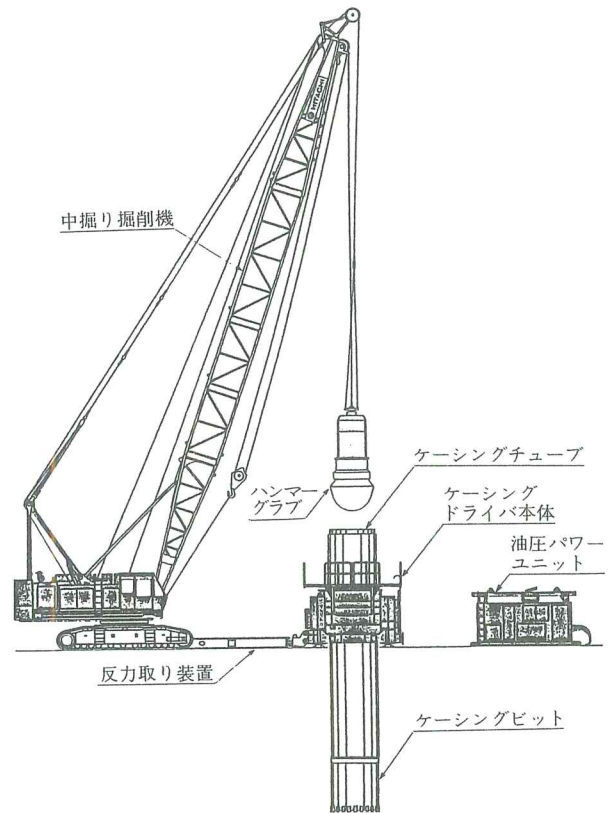 HITACHI
中掘り掘削機
ケーシングチューブ
ハンマー
グラブ
ケーシング
ドライバ本体
油圧パワー
ユニット
反力取り装置
ケーシングビット